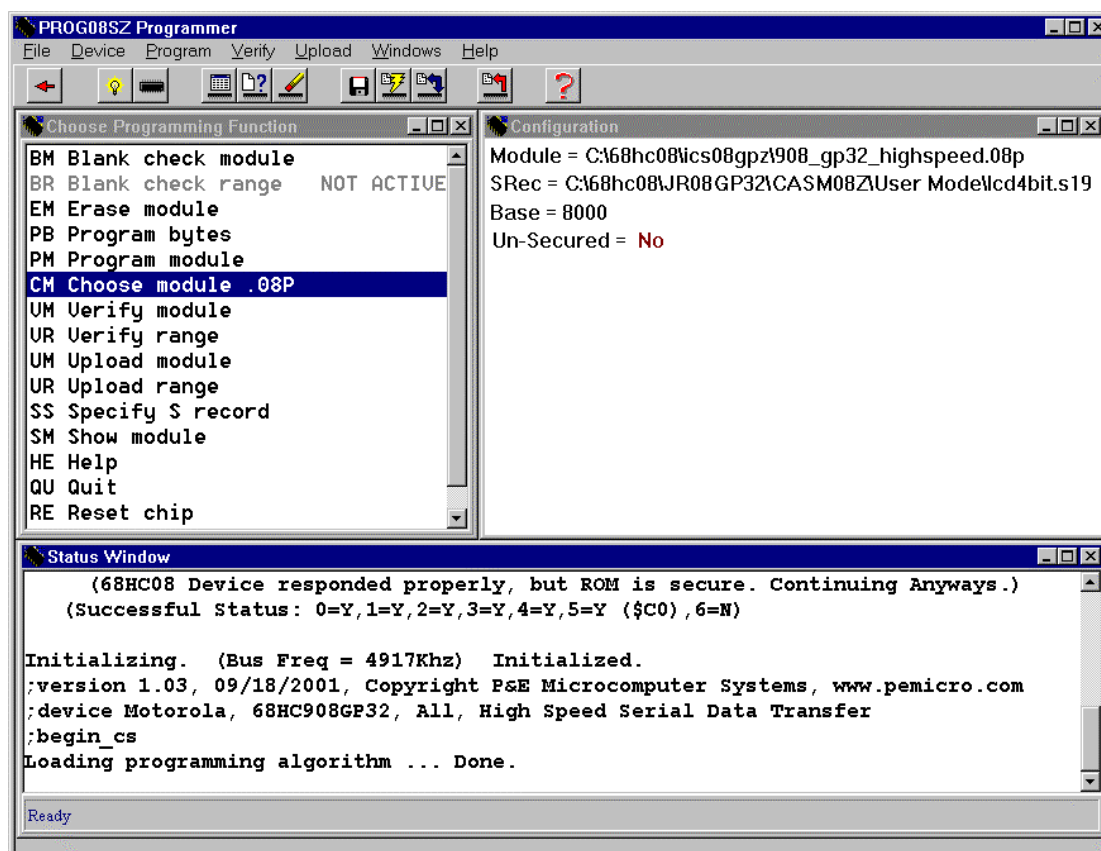 PROG08SZ Programmer
File Device Program Verify Upload Windows Help
Choose Programming Function
BM Blank check module
BR Blank check range NOT ACTIVE
EM Erase module
PB Program bytes
PM Program module
CM Choose module .08P
VM Verify module
VR Verify range
UM Upload module
UR Upload range
SS Specify S record
SM Show module
HE Help
QU Quit
RE Reset chip
Configuration
Module = C:\68hc08\ics08gpz\908_gp32_highspeed.08p
SRec = C:\68hc08\JR08GP32\CASM08Z\User Mode\lcd4bit.s19
Base = 8000
Un-Secured = No
Status Window
(68HC08 Device responded properly, but ROM is secure. Continuing Anyways.)
(Successful Status: 0=Y,1=Y,2=Y,3=Y,4=Y,5=Y ($C0),6=N)
Initializing. (Bus Freq = 4917Khz) Initialized.
;version 1.03, 09/18/2001, Copyright P&E Microcomputer Systems, www.pemicro.com
;device Motorola, 68HC908GP32, All, High Speed Serial Data Transfer
;begin_cs
Loading programming algorithm ... Done.
Ready